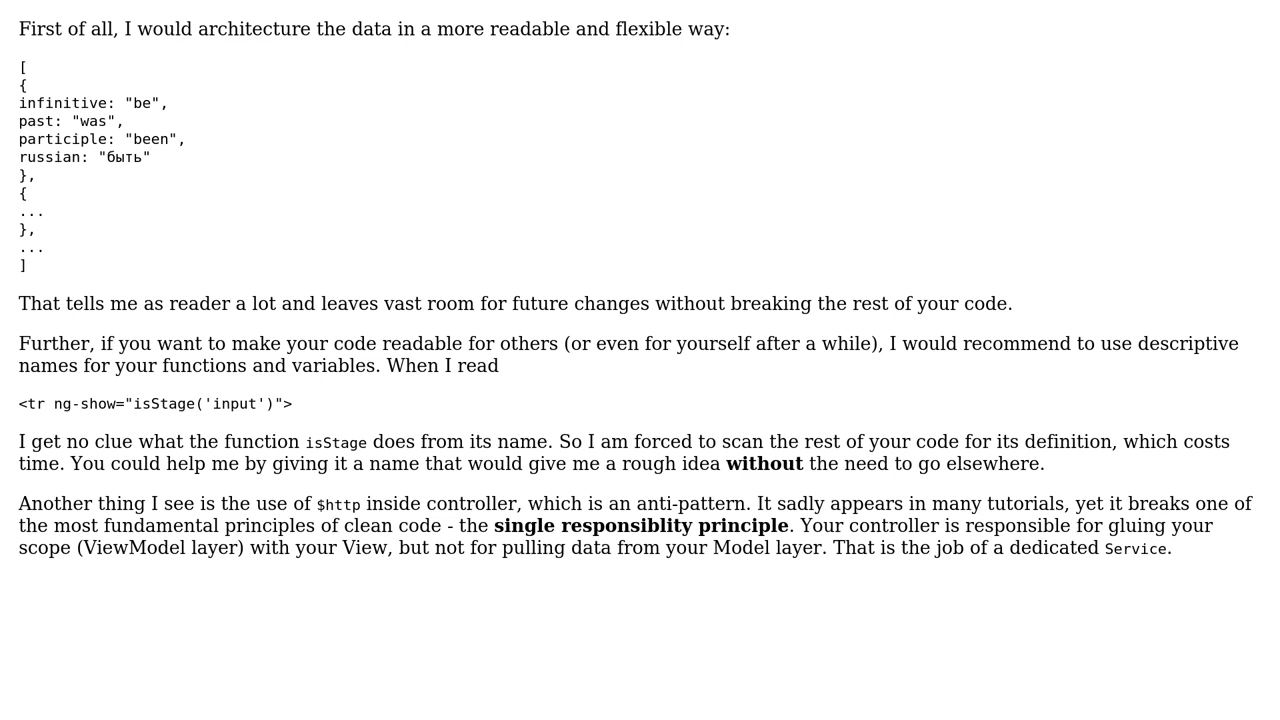 First of all, I would architecture the data in a more readable and flexible way:
[
{
infinitive: "be",
past: "was",
participle: "been",
russian: "быть"
},
{
...
},
...
]
That tells me as reader a lot and leaves vast room for future changes without breaking the rest of your code.
Further, if you want to make your code readable for others (or even for yourself after a while), I would recommend to use descriptive
names for your functions and variables. When I read
<tr ng-show="isStage('input')">
I get no clue what the function isStage does from its name. So I am forced to scan the rest of your code for its definition, which costs
time. You could help me by giving it a name that would give me a rough idea without the need to go elsewhere.
Another thing I see is the use of $http inside controller, which is an anti-pattern. It sadly appears in many tutorials, yet it breaks one of
the most fundamental principles of clean code - the single responsiblity principle. Your controller is responsible for gluing your
scope (ViewModel layer) with your View, but not for pulling data from your Model layer. That is the job of a dedicated Service.